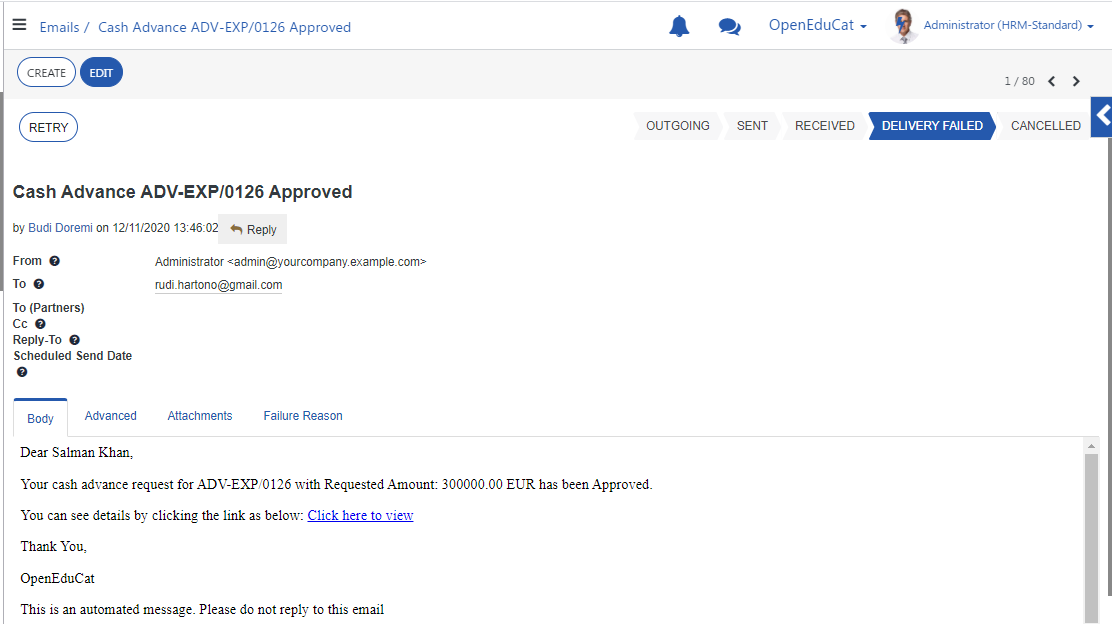 Emails / Cash Advance ADV-EXP/0126 Approved
OpenEduCat
Administrator (HRM-Standard)
CREATE
EDIT
1 / 80
RETRY
OUTGOING
SENT
RECEIVED
DELIVERY FAILED
CANCELLED
Cash Advance ADV-EXP/0126 Approved
by Budi Doremi on 12/11/2020 13:46:02
Reply
From ? Administrator <admin@yourcompany.example.com>
To ? rudi.hartono@gmail.com
To (Partners)
Cc ?
Reply-To ?
Scheduled Send Date
?
Body
Advanced
Attachments
Failure Reason
Dear Salman Khan,
Your cash advance request for ADV-EXP/0126 with Requested Amount: 300000.00 EUR has been Approved.
You can see details by clicking the link as below: Click here to view
Thank You,
OpenEduCat
This is an automated message. Please do not reply to this email